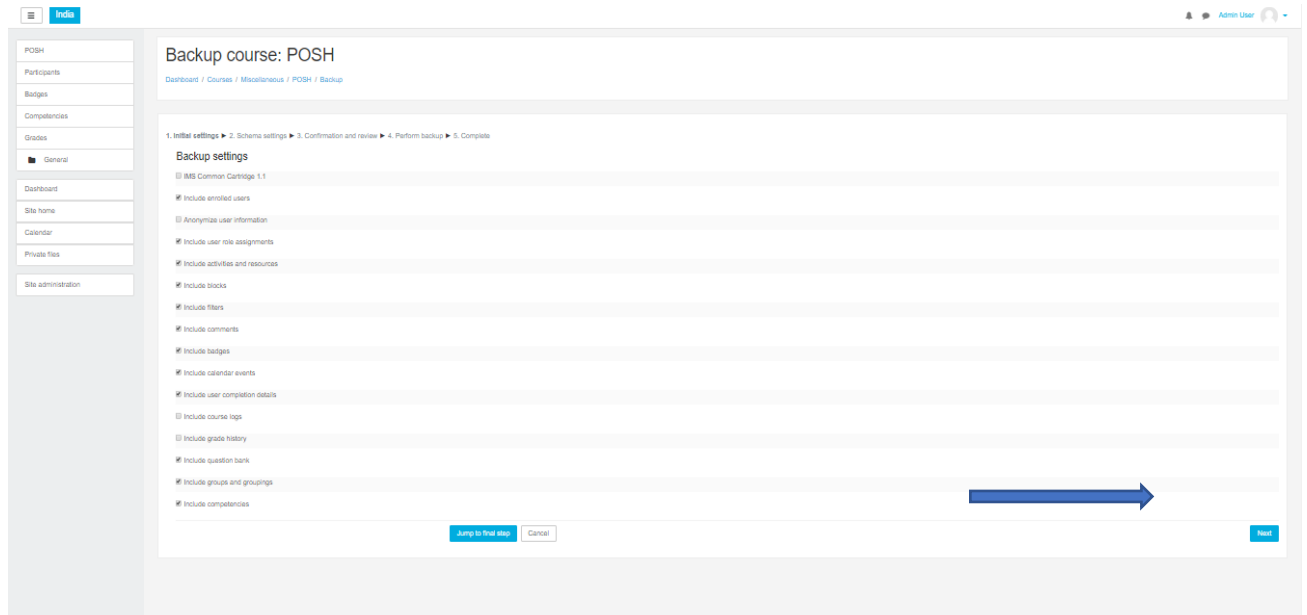 India
Admin User
POSH
Participants
Badges
Competencies
Grades
General
Dashboard
Site home
Calendar
Private files
Site administration
Backup course: POSH
Dashboard / Courses / Miscellaneous / POSH / Backup
1. Initial settings ► 2. Schema settings ► 3. Confirmation and review ► 4. Perform backup ► 5. Complete
Backup settings
IMS Common Cartridge 1.1
Include enrolled users
Anonymize user information
Include user role assignments
Include activities and resources
Include blocks
Include filters
Include comments
Include badges
Include calendar events
Include user completion details
Include course logs
Include grade history
Include question bank
Include groups and groupings
Include competencies
Jump to final step
Cancel
Next